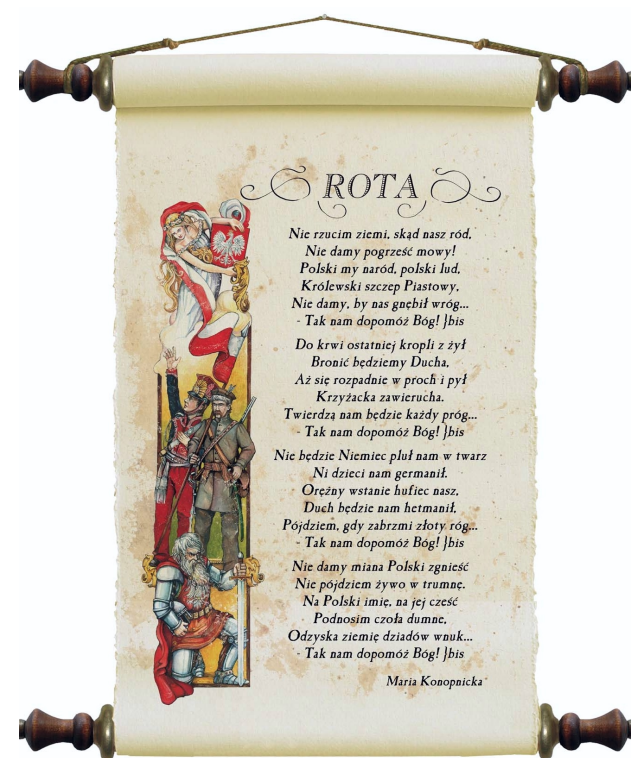 ROTA
Nie rzucim ziemi, skąd nasz ród,
Nie damy pogrześć mowy!
Polski my naród, polski lud,
Królewski szczep Piastowy,
Nie damy, by nas gnębił wróg...
- Tak nam dopomóż Bóg! }bis
Do krwi ostatniej kropli z żył
Bronić będziemy Ducha,
Aż się rozpadnie w proch i pył
Krzyżacka zawierucha.
Twierdzą nam będzie każdy próg...
- Tak nam dopomóż Bóg! }bis
Nie będzie Niemiec pluł nam w twarz
Ni dzieci nam germanił.
Orężny wstanie hufiec nasz,
Duch będzie nam hetmanił,
Pójdziem, gdy zabrzmi złoty róg...
- Tak nam dopomóż Bóg! }bis
Nie damy miana Polski zgnieść
Nie pójdziem żywo w trumnę.
Na Polski imię, na jej cześć
Podnosim czoła dumne,
Odzyska ziemię dziadów wnuk...
- Tak nam dopomóż Bóg! }bis
Maria Konopnicka